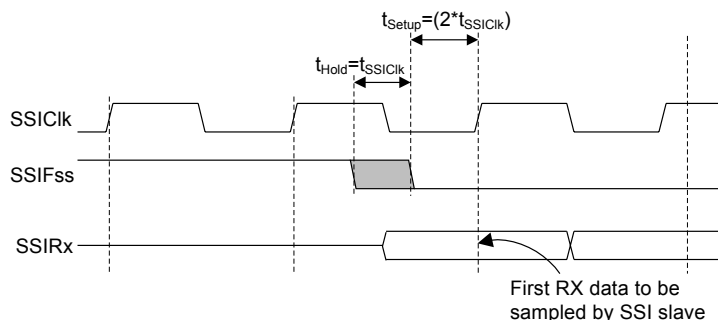 tSetup=(2*tSSIClk)
tHold=tSSIClk
SSIClk
SSIFss
SSIRx
First RX data to be
sampled by SSI slave